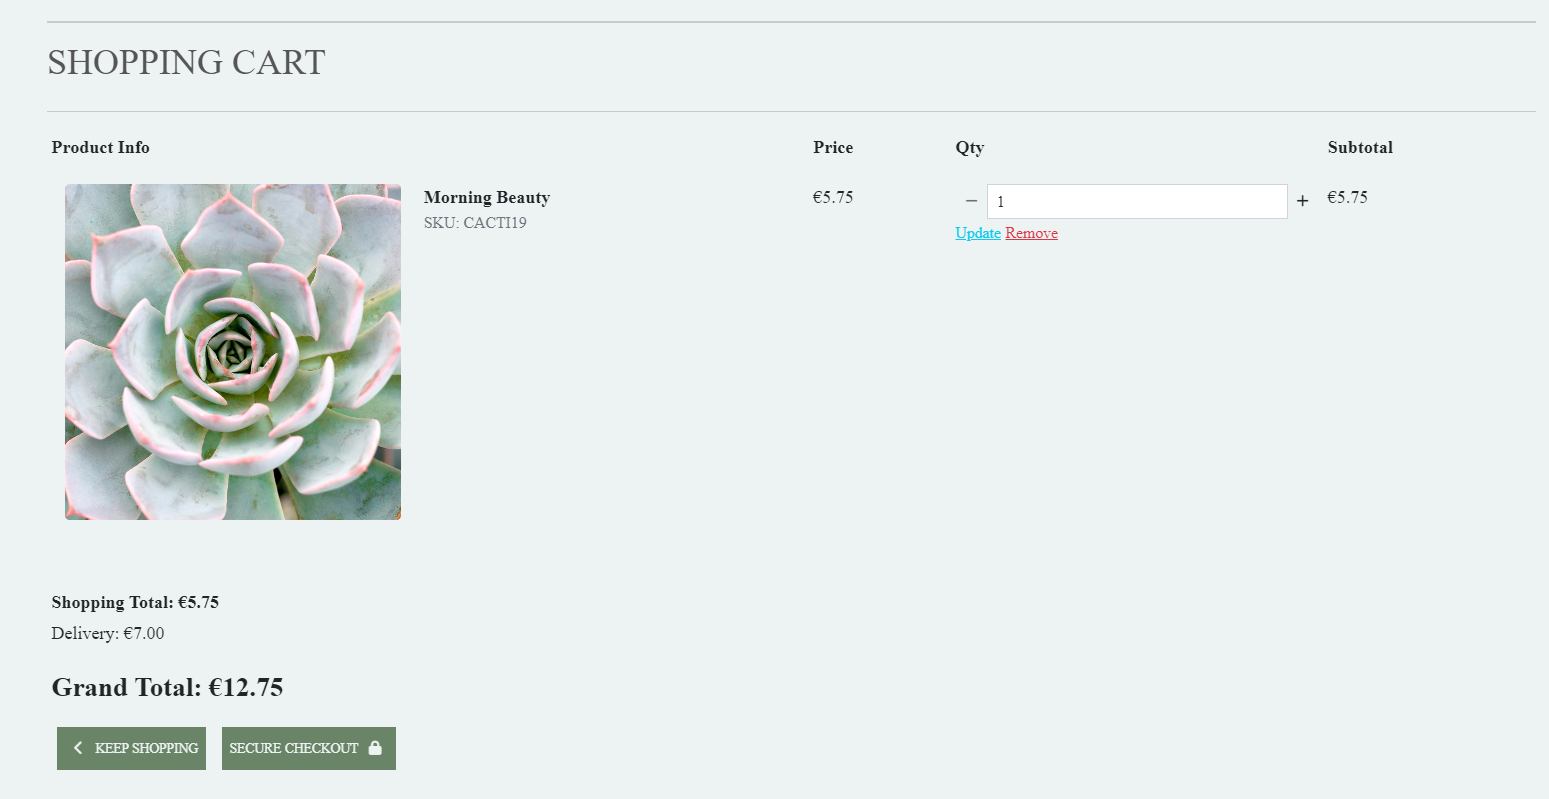 SHOPPING CART
Product Info Price Qty Subtotal
Morning Beauty €5.75 − 1 + €5.75
SKU: CACTI19
Update Remove
Shopping Total: €5.75
Delivery: €7.00
Grand Total: €12.75
KEEP SHOPPING SECURE CHECKOUT